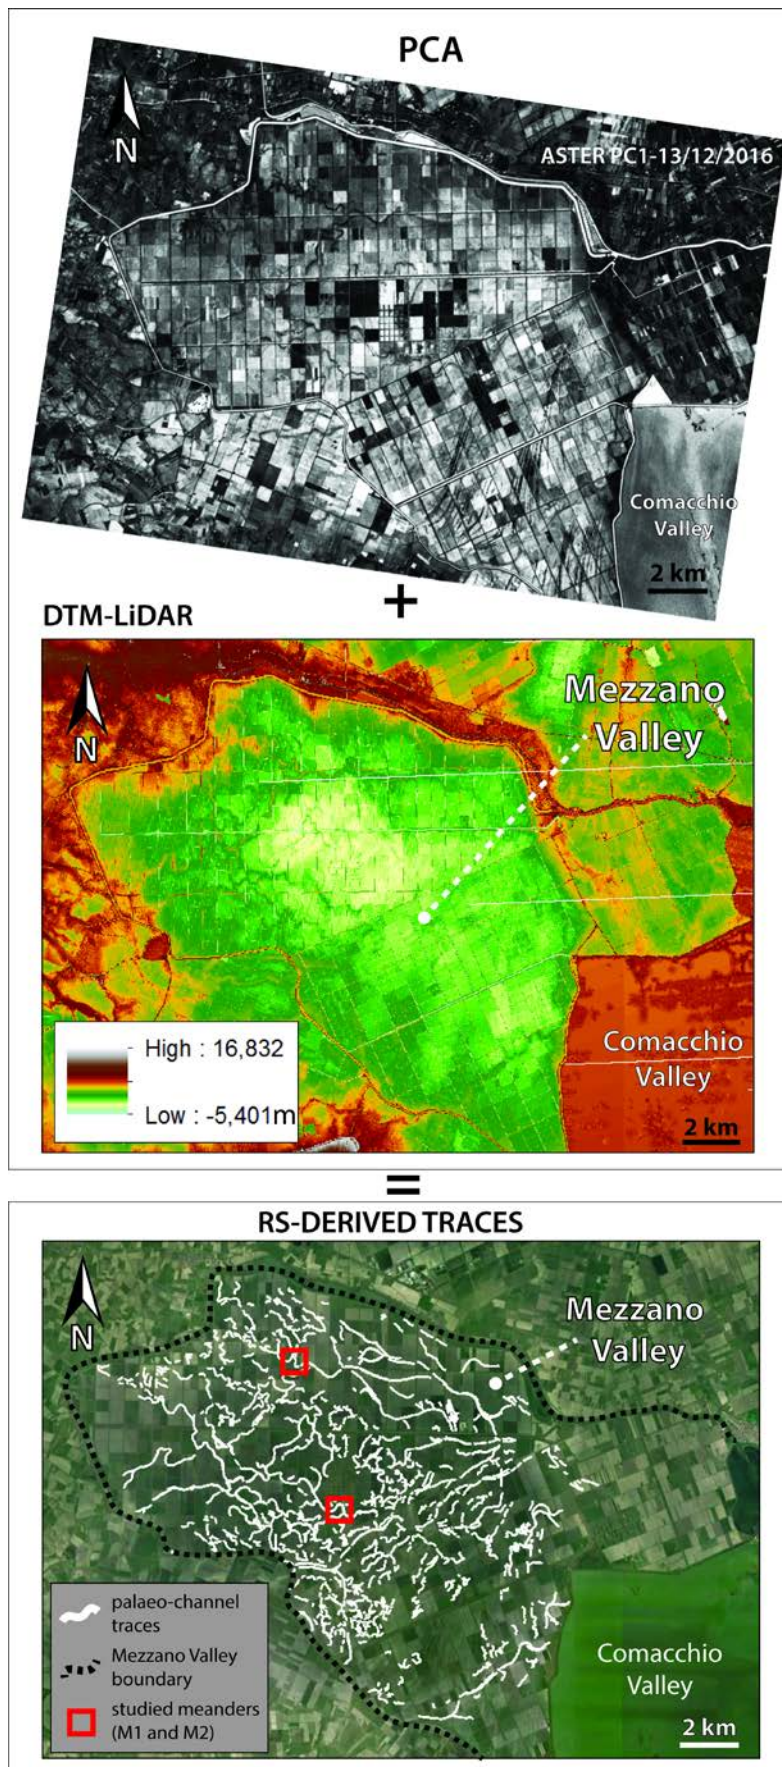 PCA
N
ASTER PC1-13/12/2016
Comacchio
Valley
2 km
+
DTM-LiDAR
N
Mezzano
Valley
High : 16,832
Low : -5,401m
Comacchio
Valley
2 km
=
RS-DERIVED TRACES
N
Mezzano
Valley
palaeo-channel
traces
Mezzano Valley
boundary
studied meanders
(M1 and M2)
Comacchio
Valley
2 km